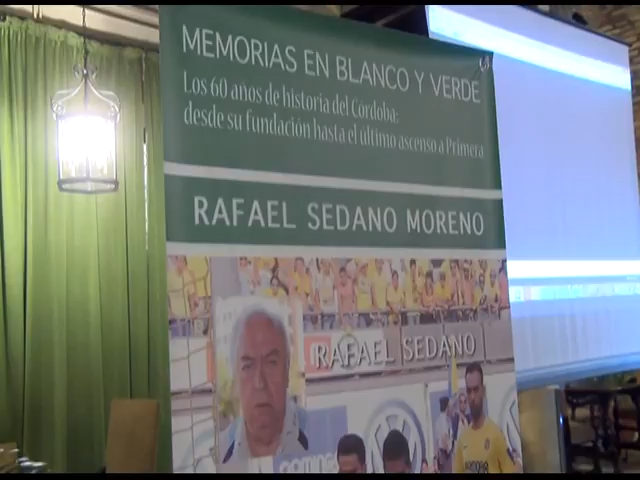 MEMORIAS EN BLANCO Y VERDE
Los 60 años de historia del Córdoba:
desde su fundación hasta el último ascenso a Primera
RAFAEL SEDANO MORENO
RAFAEL SEDANO